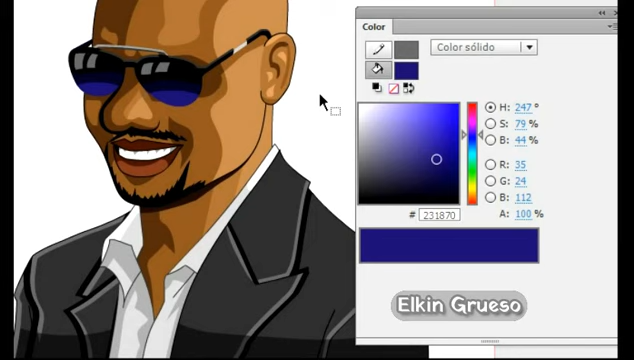 Color
Color sólido
H: 247 °
S: 79 %
B: 44 %
R: 35
G: 24
B: 112
# 231870
A: 100 %
Elkin Grueso